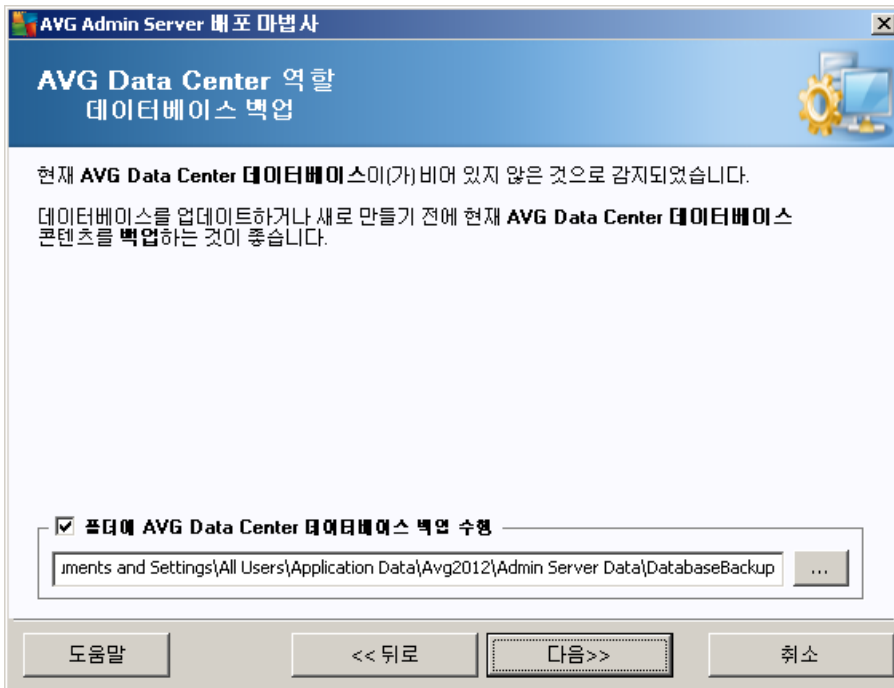 AVG Admin Server 배포 마법사
AVG Data Center 역할
데이터베이스 백업
현재 AVG Data Center 데이터베이스이(가) 비어 있지 않은 것으로 감지되었습니다.
데이터베이스를 업데이트하거나 새로 만들기 전에 현재 AVG Data Center 데이터베이스
콘텐츠를 백업하는 것이 좋습니다.
폴더에 AVG Data Center 데이터베이스 백업 수행
uments and Settings\All Users\Application Data\Avg2012\Admin Server Data\DatabaseBackup
...
도움말
<< 뒤로
다음>>
취소